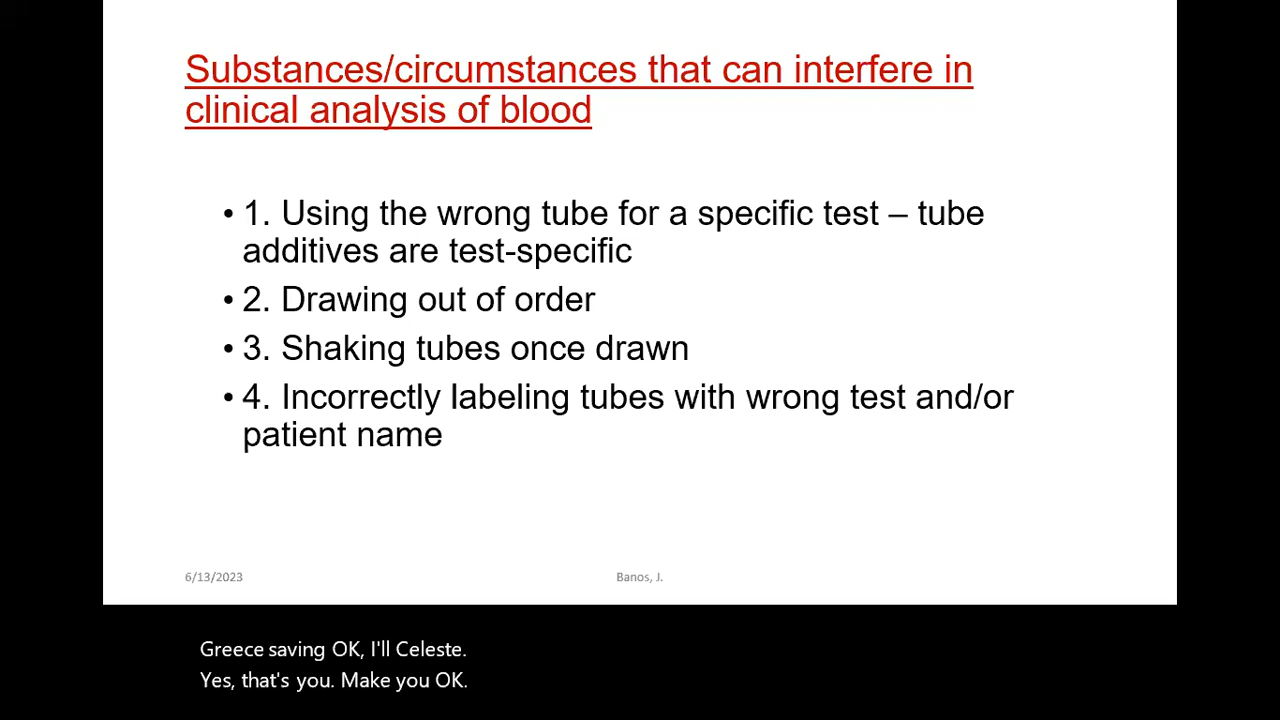 Substances/circumstances that can interfere in
clinical analysis of blood
• 1. Using the wrong tube for a specific test – tube
additives are test-specific
• 2. Drawing out of order
• 3. Shaking tubes once drawn
• 4. Incorrectly labeling tubes with wrong test and/or
patient name
6/13/2023
Banos, J.
Greece saving OK, I'll Celeste.
Yes, that's you. Make you OK.